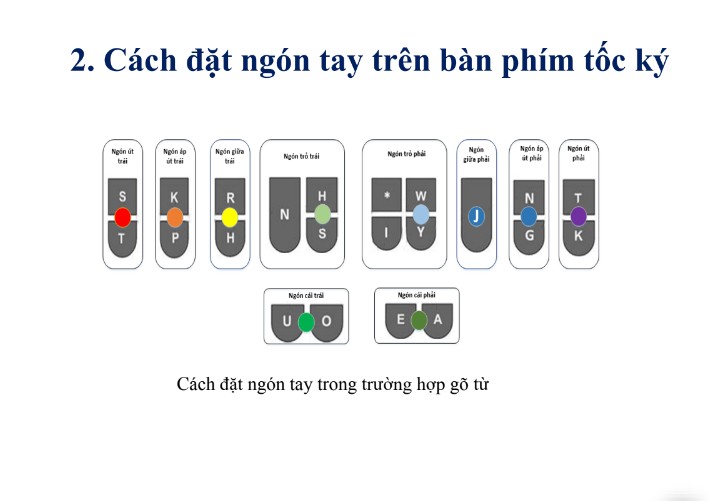 2. Cách đặt ngón tay trên bàn phím tốc ký
Ngón út trái
Ngón áp út trái
Ngón giữa trái
Ngón trỏ trái
Ngón trỏ phải
Ngón giữa phải
Ngón áp út phải
Ngón út phải
S K R H * W N T
N J
T P H S I Y G K
Ngón cái trái
Ngón cái phải
U O E A
Cách đặt ngón tay trong trường hợp gõ từ